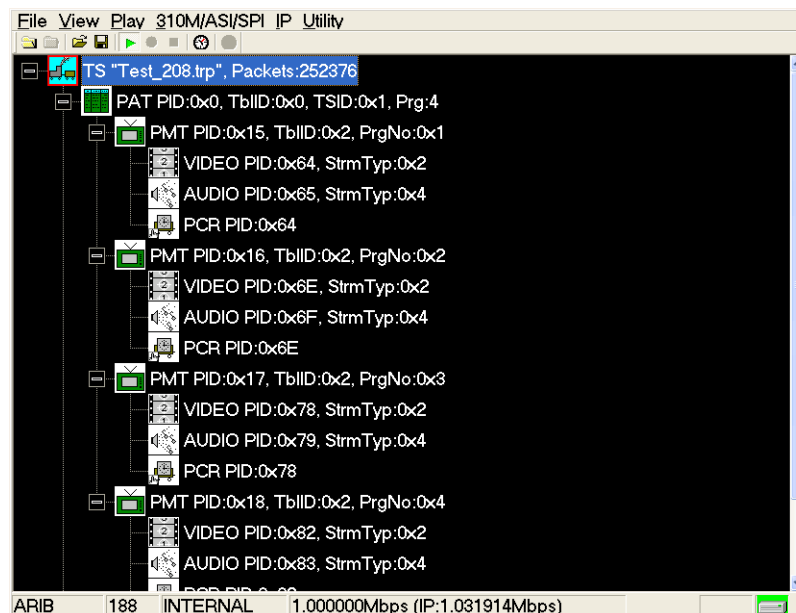 File View Play 310M/ASI/SPI IP Utility
TS "Test_208.trp", Packets:252376
PAT PID:0x0, TblID:0x0, TSID:0x1, Prg:4
PMT PID:0x15, TblID:0x2, PrgNo:0x1
VIDEO PID:0x64, StrmTyp:0x2
AUDIO PID:0x65, StrmTyp:0x4
PCR PID:0x64
PMT PID:0x16, TblID:0x2, PrgNo:0x2
VIDEO PID:0x6E, StrmTyp:0x2
AUDIO PID:0x6F, StrmTyp:0x4
PCR PID:0x6E
PMT PID:0x17, TblID:0x2, PrgNo:0x3
VIDEO PID:0x78, StrmTyp:0x2
AUDIO PID:0x79, StrmTyp:0x4
PCR PID:0x78
PMT PID:0x18, TblID:0x2, PrgNo:0x4
VIDEO PID:0x82, StrmTyp:0x2
AUDIO PID:0x83, StrmTyp:0x4
ARIB 188 INTERNAL 1.000000Mbps (IP:1.031914Mbps)